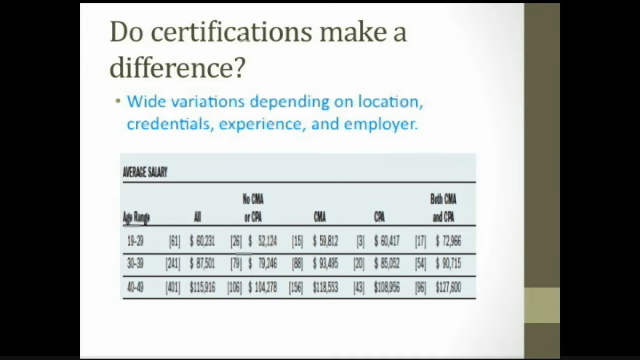 Do certifications make a
difference?
• Wide variations depending on location,
credentials, experience, and employer.
AVERAGE SALARY
No CMA Both CMA
Age Range All or CPA CMA CPA and CPA
19-29 [61] $ 60,231 [26] $ 52,124 [15] $ 59,812 [3] $ 60,417 [17] $ 72,966
30-39 [241] $ 87,501 [79] $ 79,246 [88] $ 93,495 [20] $ 85,052 [54] $ 90,715
40-49 [401] $115,916 [106] $ 104,278 [156] $118,553 [43] $108,956 [96] $127,600